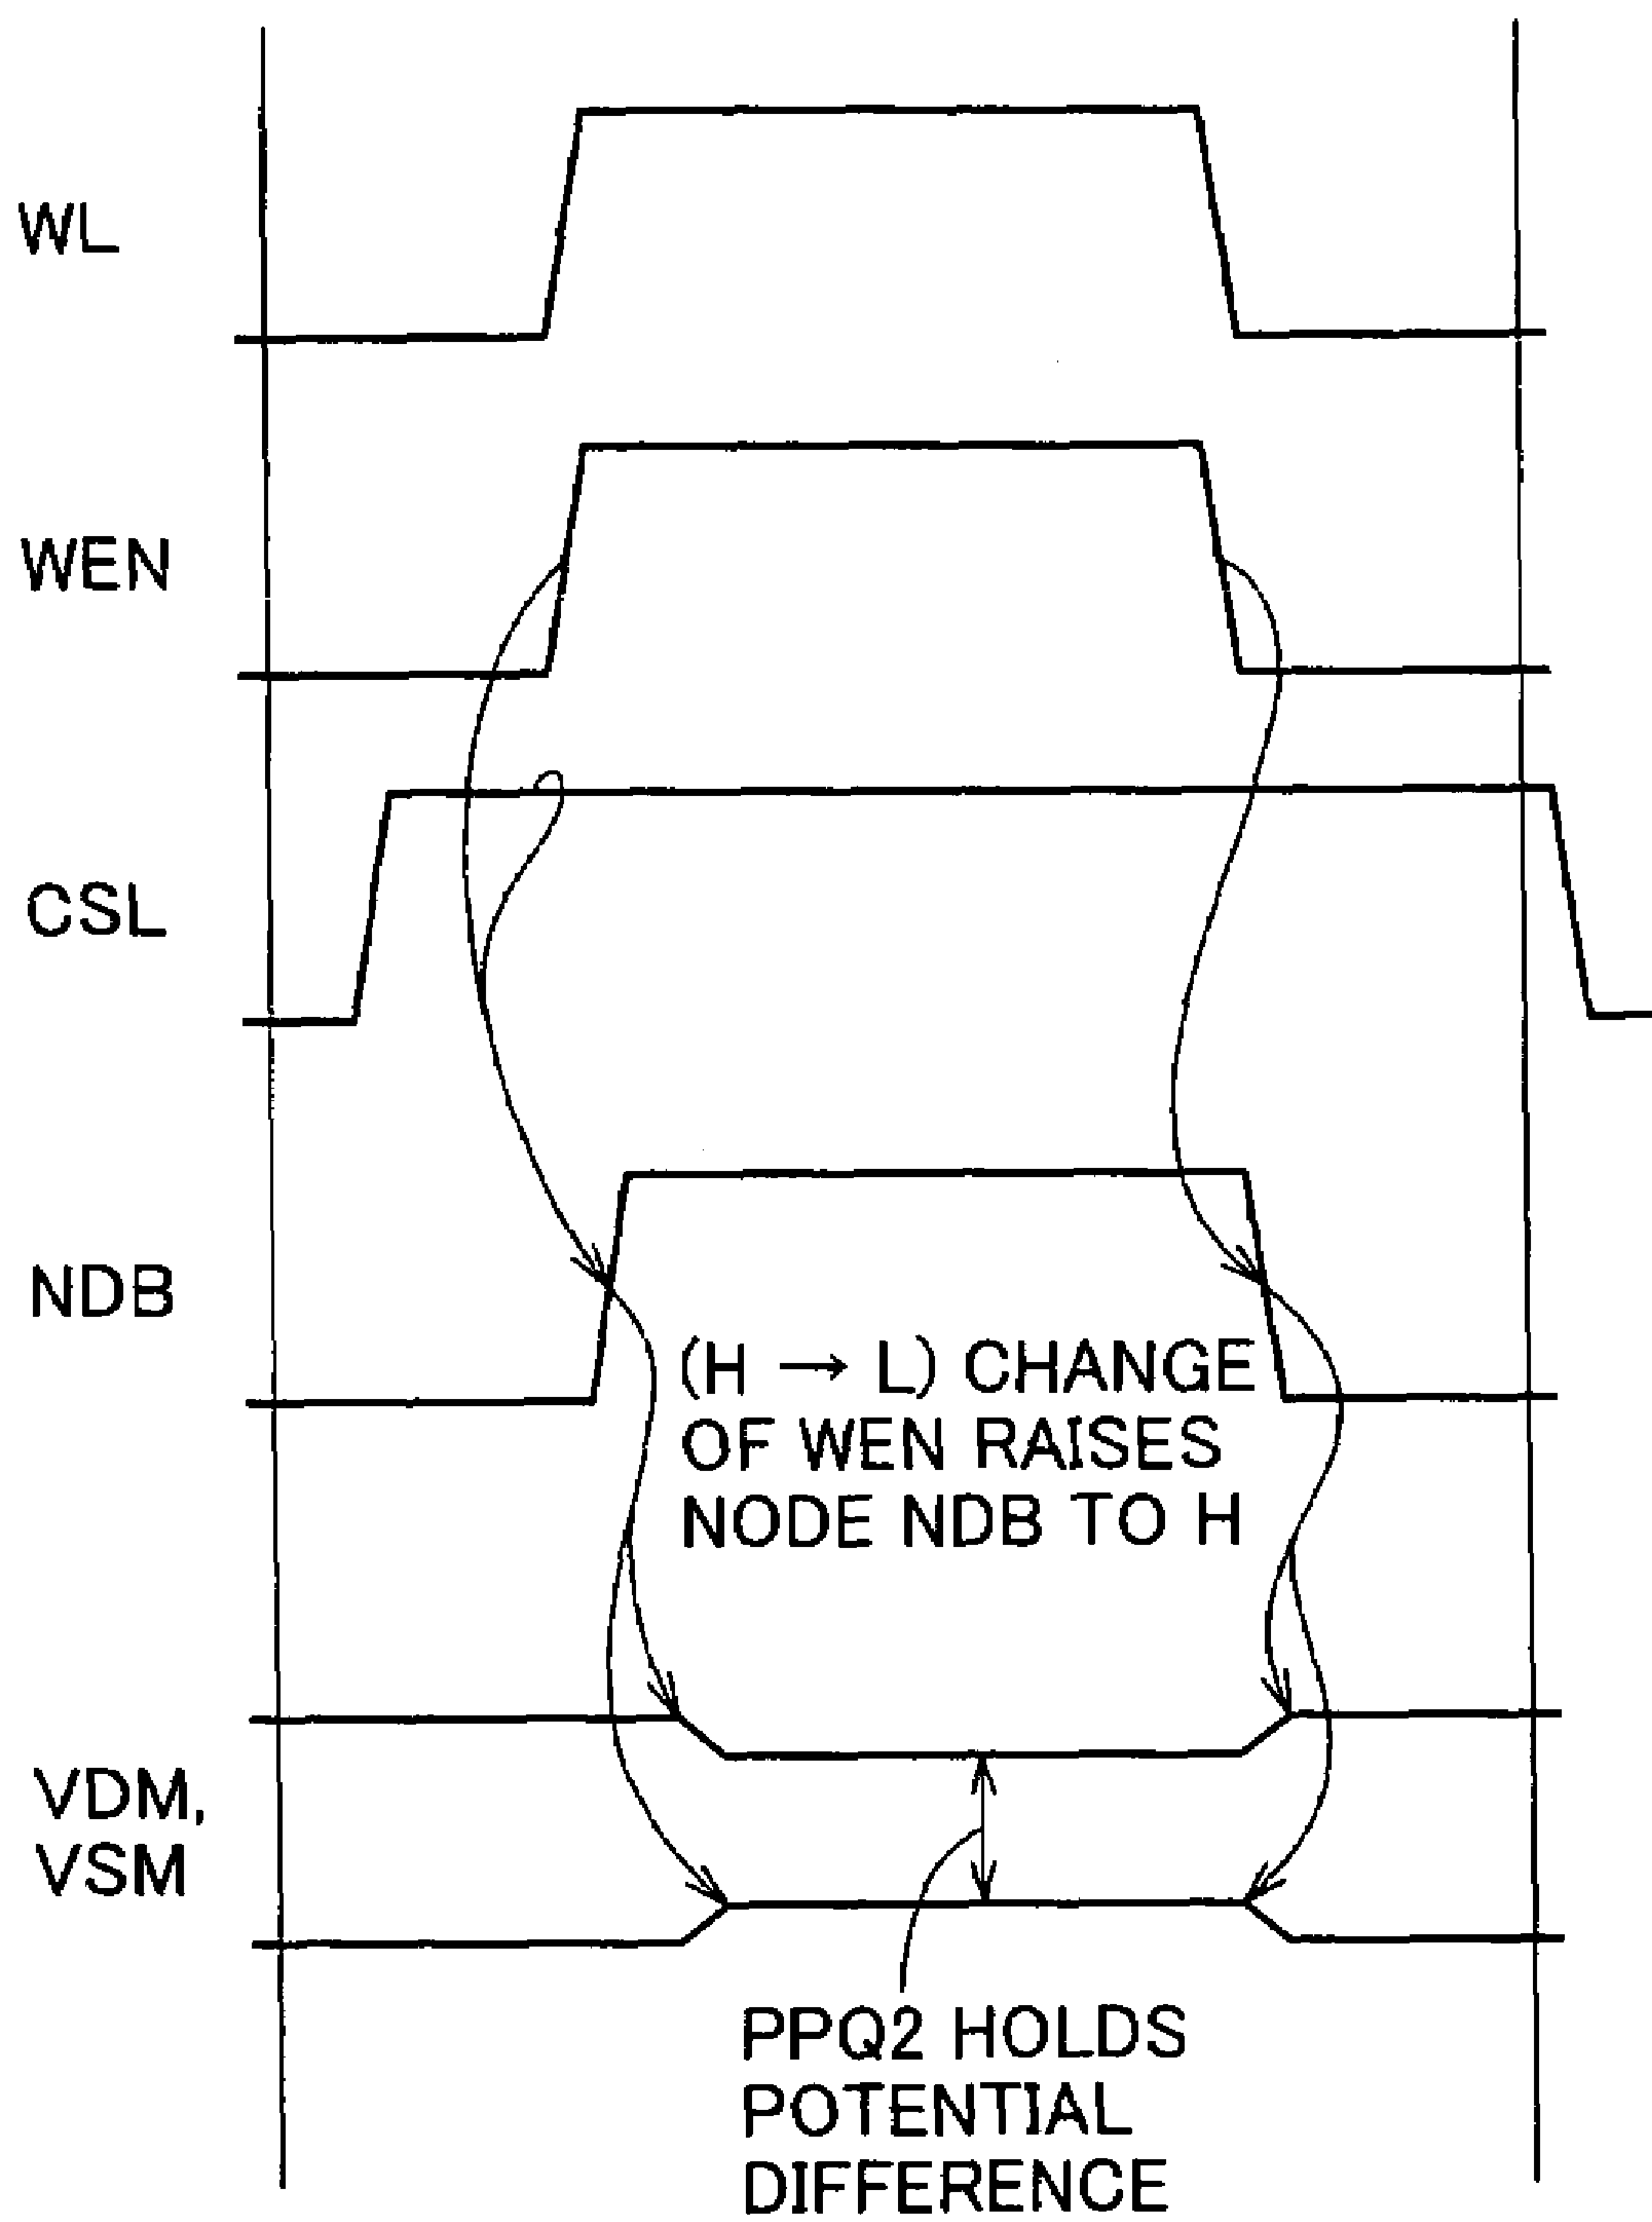 WL
WEN
CSL
NDB
(H → L) CHANGE
OF WEN RAISES
NODE NDB TO H
VDM,
VSM
PPQ2 HOLDS
POTENTIAL
DIFFERENCE